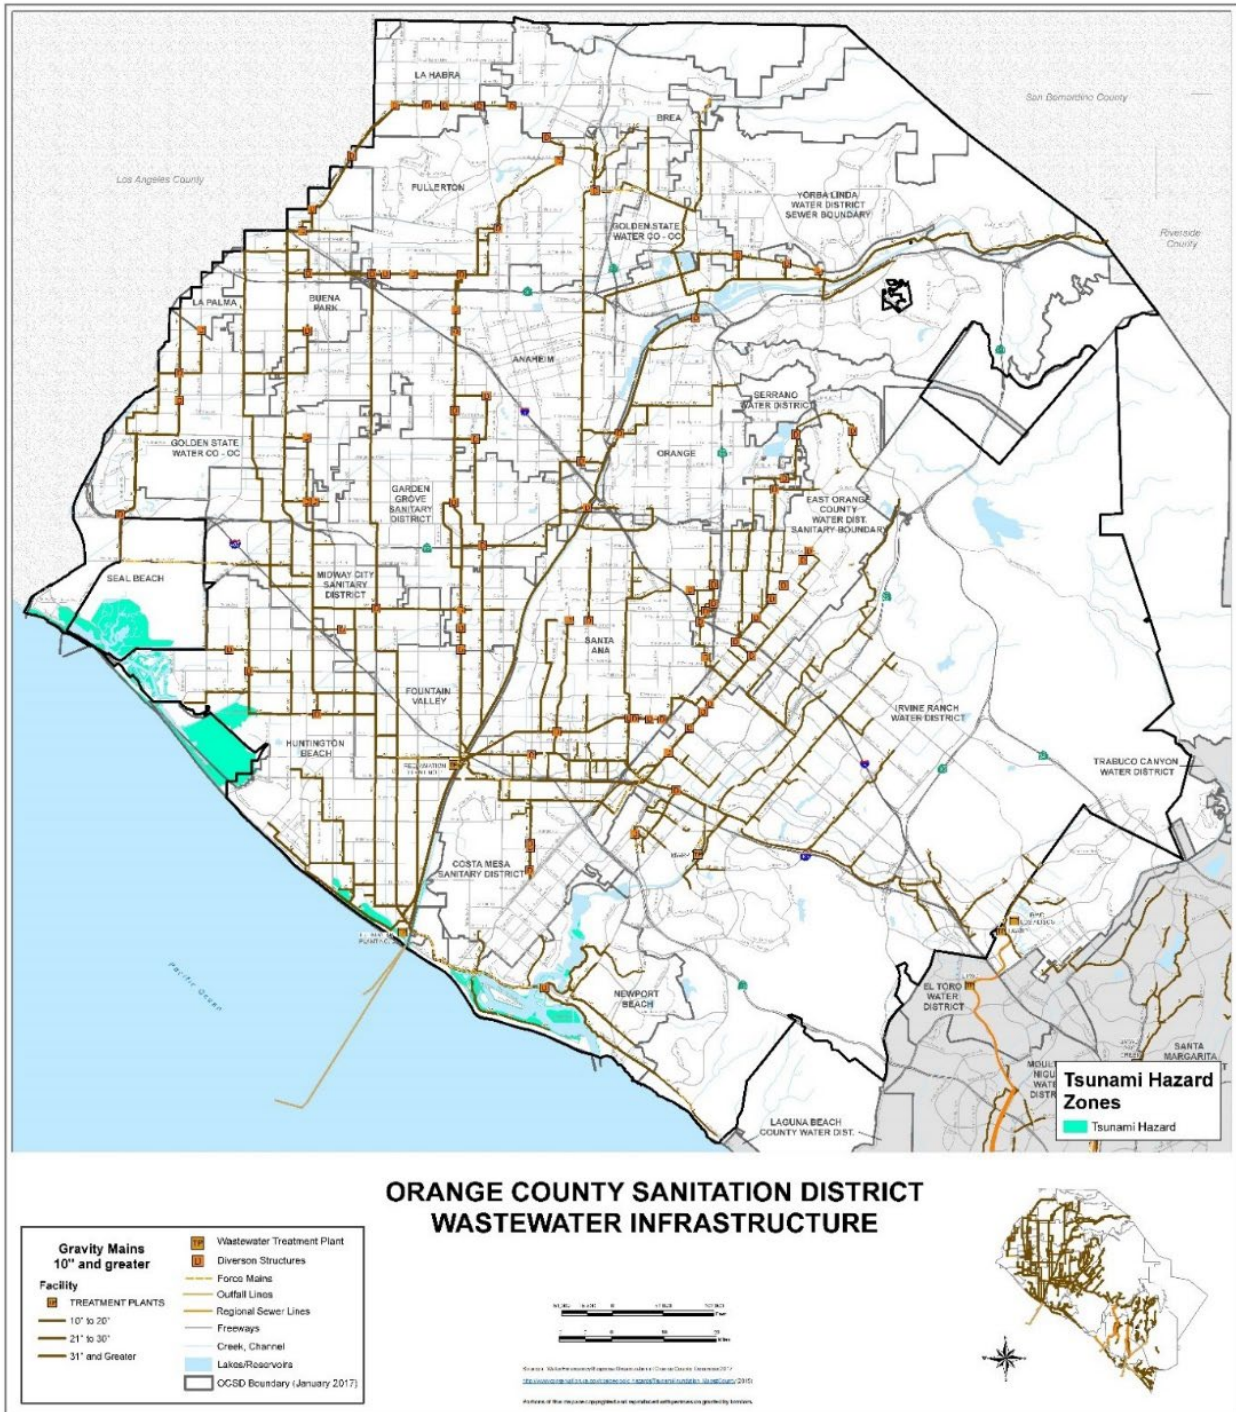 LA HABRA
San Bernardino County
BREA
Los Angeles County
FULLERTON
YORBA LINDA
WATER DISTRICT
SEWER BOUNDARY
GOLDEN STATE
WATER CO - OC
Riverside
County
LA PALMA
BUENA
PARK
ANAHEIM
SERRANO
WATER DISTRICT
GOLDEN STATE
WATER CO - OC
ORANGE
GARDEN
GROVE
SANITARY
DISTRICT
EAST ORANGE
COUNTY
WATER DIST.
SANITARY BOUNDARY
SEAL BEACH
MIDWAY CITY
SANITARY
DISTRICT
SANTA
ANA
FOUNTAIN
VALLEY
IRVINE RANCH
WATER DISTRICT
HUNTINGTON
BEACH
TRABUCO CANYON
WATER DISTRICT
COSTA MESA
SANITARY DISTRICT
Pacific Ocean
NEWPORT
BEACH
EL TORO
WATER
DISTRICT
SANTA
MARGARITA
LAGUNA BEACH
COUNTY WATER DIST.
Tsunami Hazard
Zones
Tsunami Hazard
ORANGE COUNTY SANITATION DISTRICT
WASTEWATER INFRASTRUCTURE
Gravity Mains
10" and greater
Facility
TP TREATMENT PLANTS
10" to 20"
21" to 30"
31" and Greater
TP Wastewater Treatment Plant
D Diverson Structures
Force Mains
Outfall Lines
Regional Sewer Lines
Freeways
Creek, Channel
Lakes/Reservoirs
OCSD Boundary (January 2017)